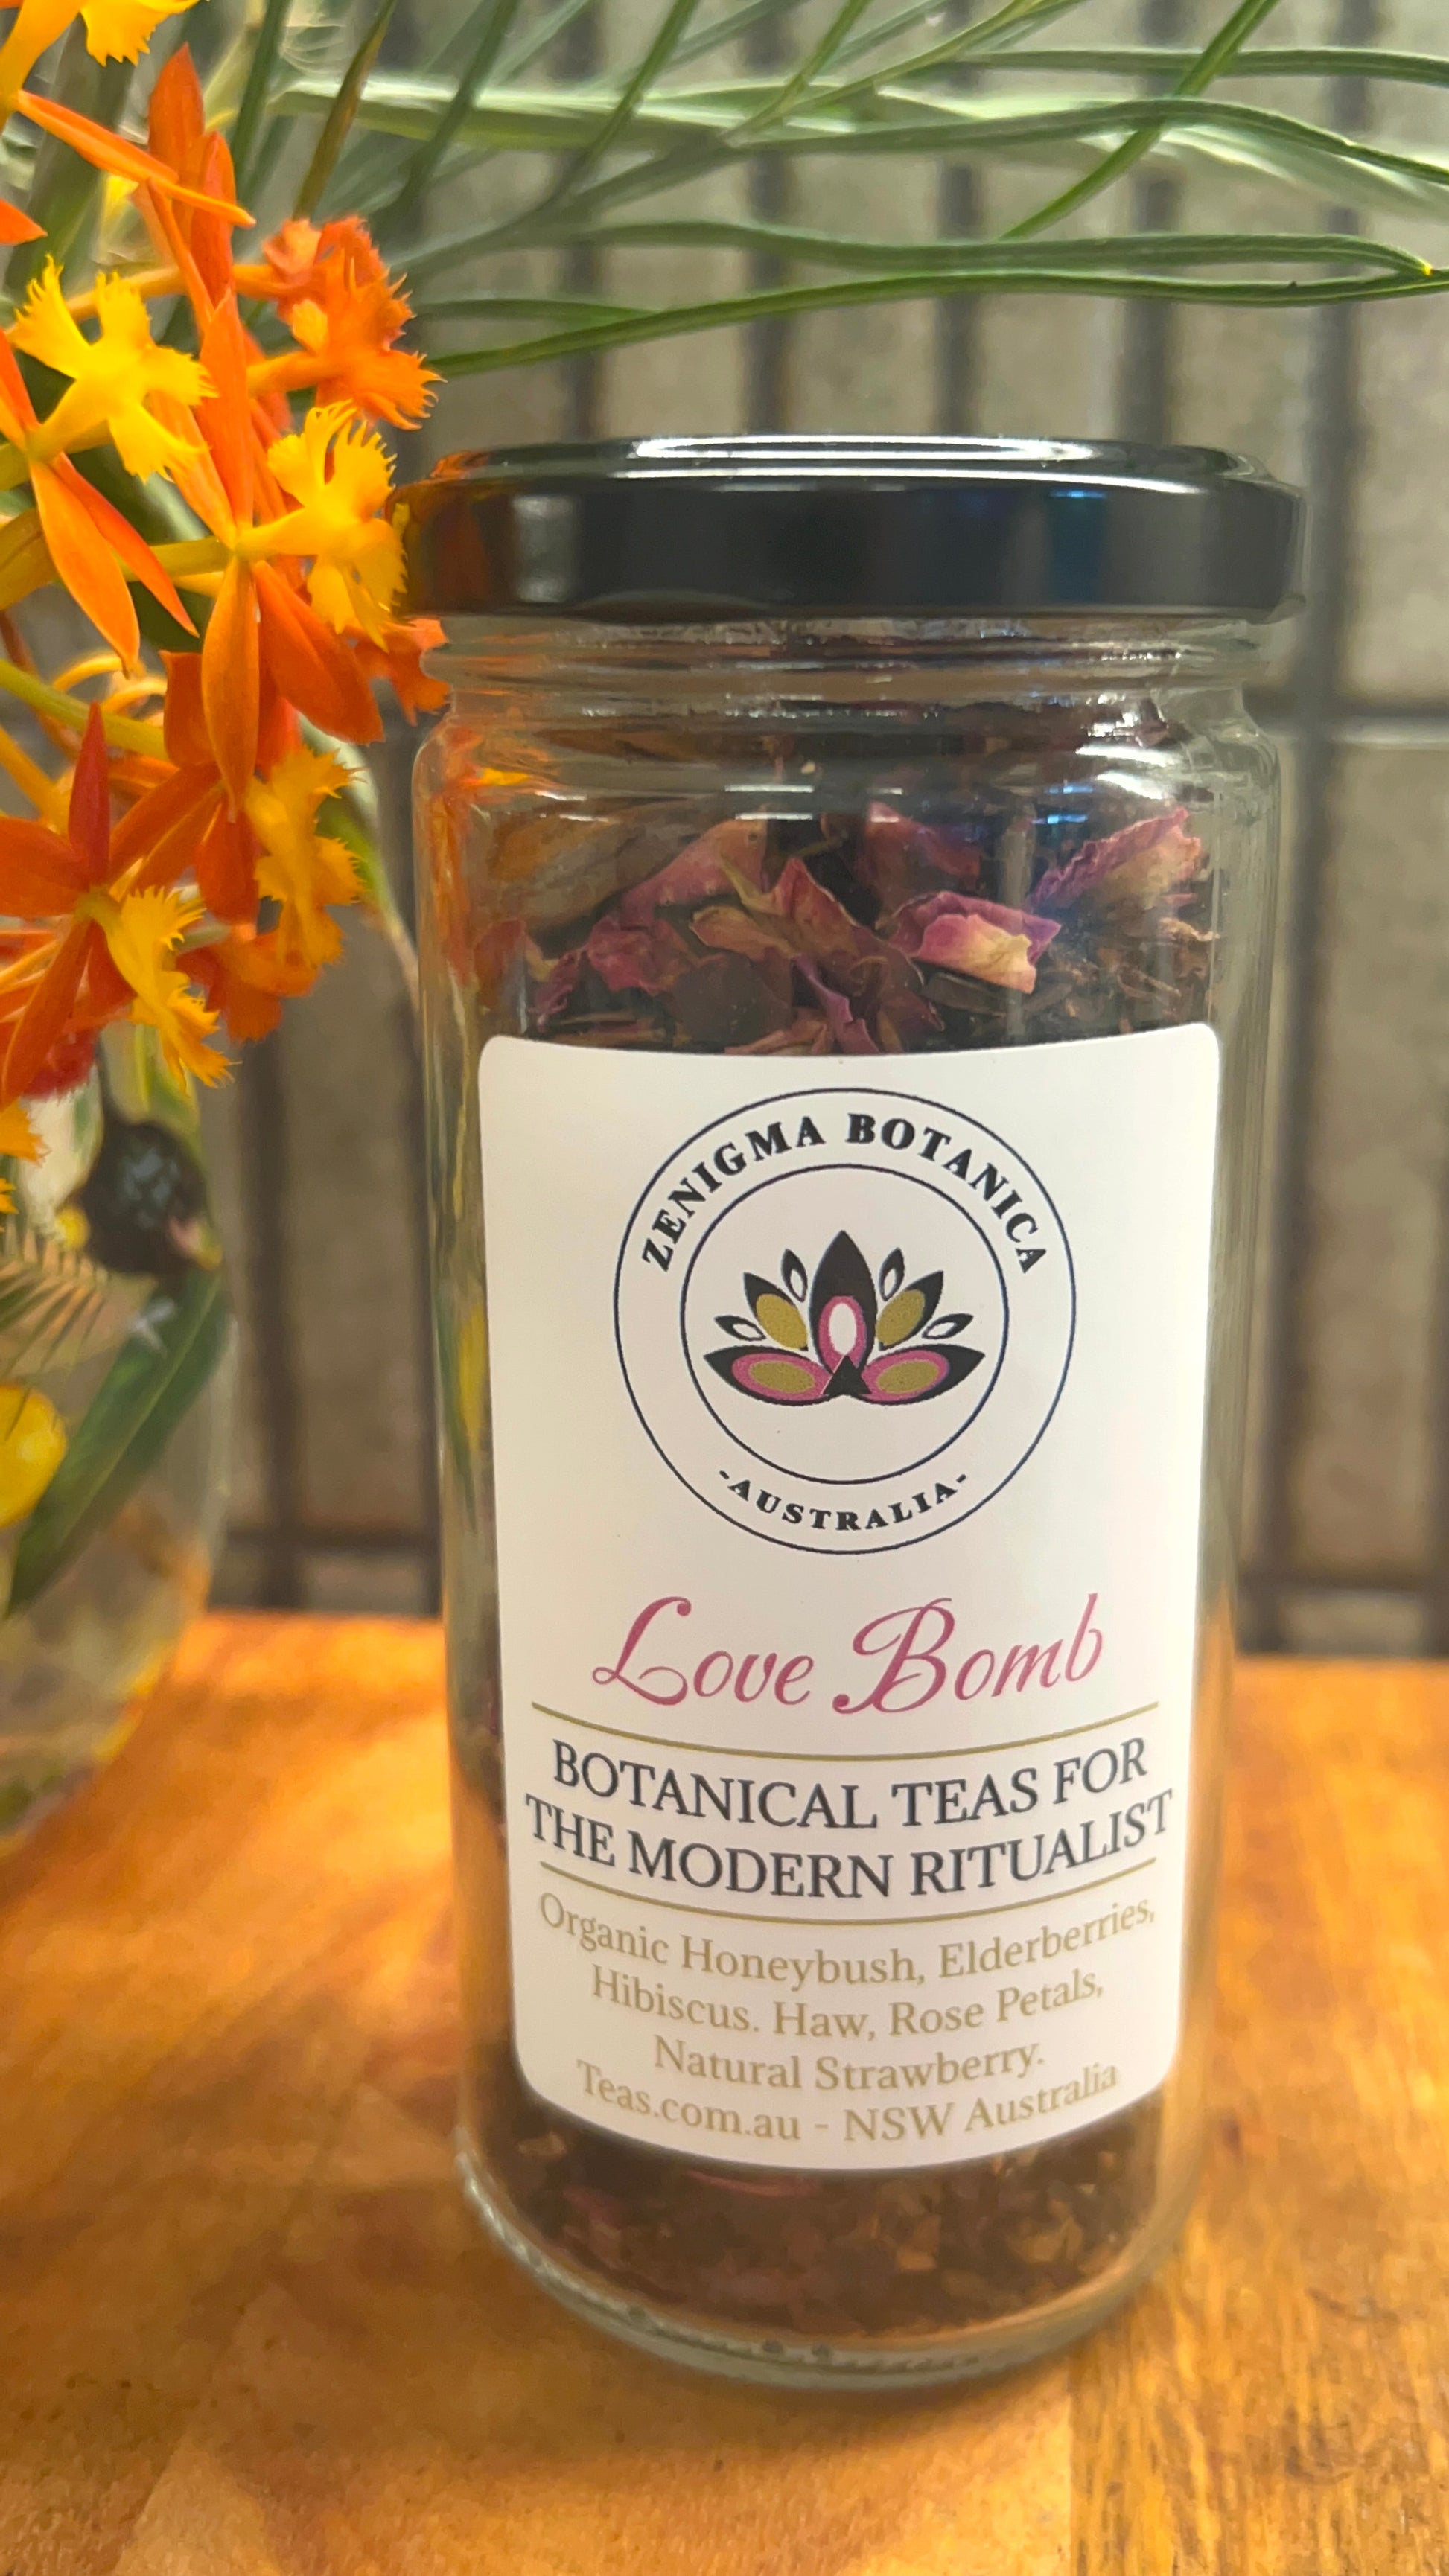 ZENIGMA BOTANICA
-AUSTRALIA-
Love Bomb
BOTANICAL TEAS FOR
THE MODERN RITUALIST
Organic Honeybush, Elderberries,
Hibiscus. Haw, Rose Petals,
Natural Strawberry.
Teas.com.au - NSW Australia